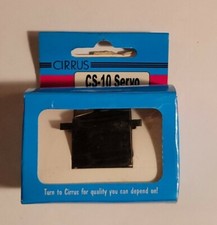 CIRRUS
CS-10 Servo
Turn to Cirrus for quality you can depend on!